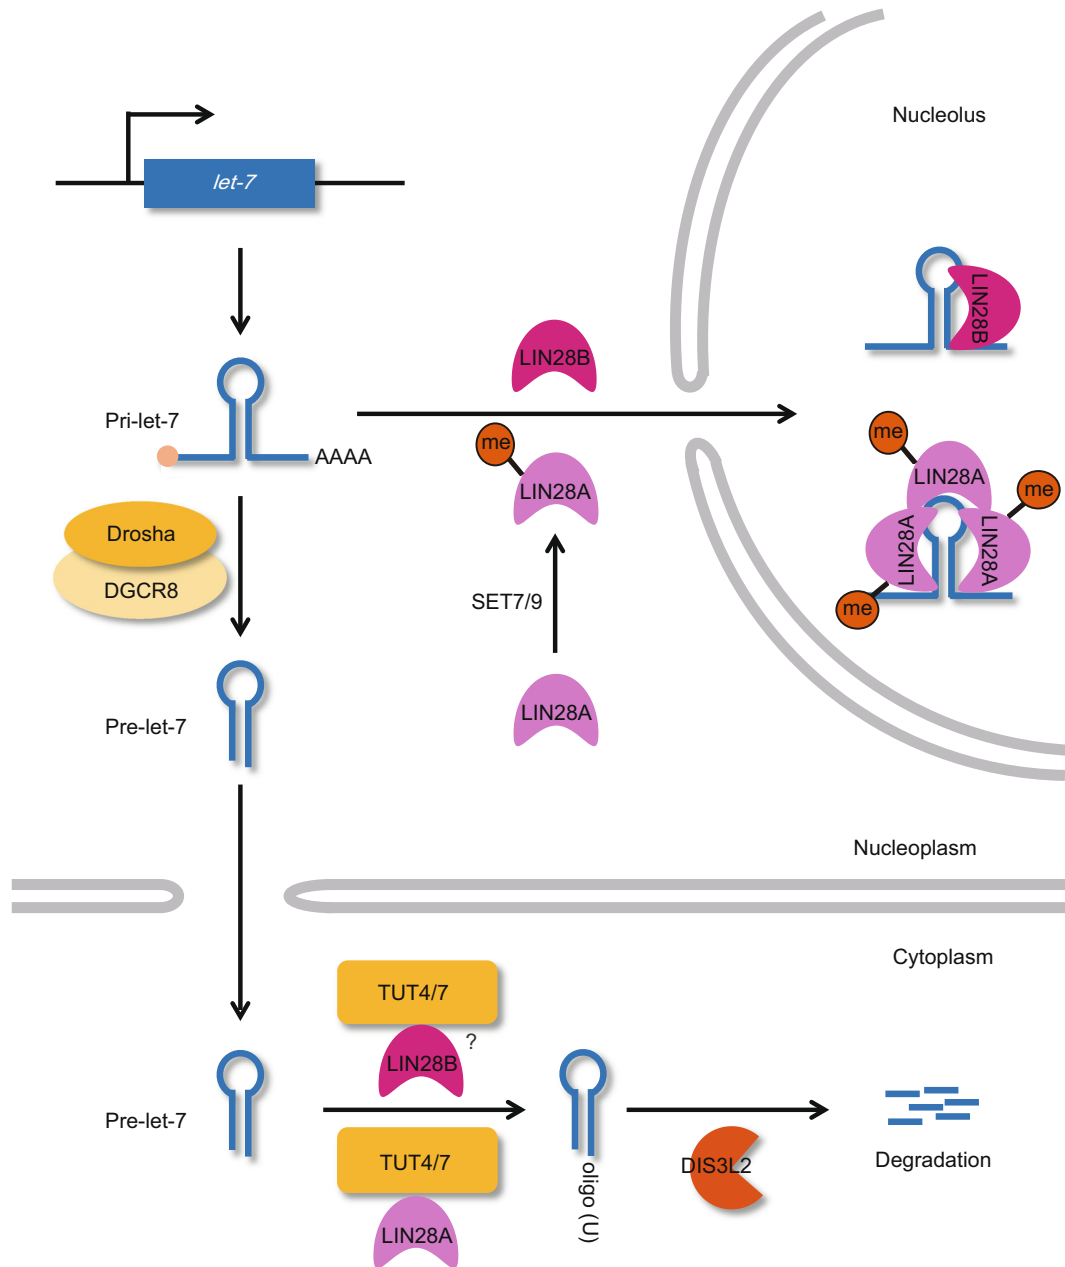 Nucleolus
let-7
LIN28B
LIN28B
Pri-let-7
AAAA
me
LIN28A
me
LIN28A
me
LIN28A
LIN28A
me
Drosha
DGCR8
SET7/9
LIN28A
Pre-let-7
Nucleoplasm
Cytoplasm
TUT4/7
LIN28B
?
Pre-let-7
TUT4/7
LIN28A
oligo (U)
DIS3L2
Degradation